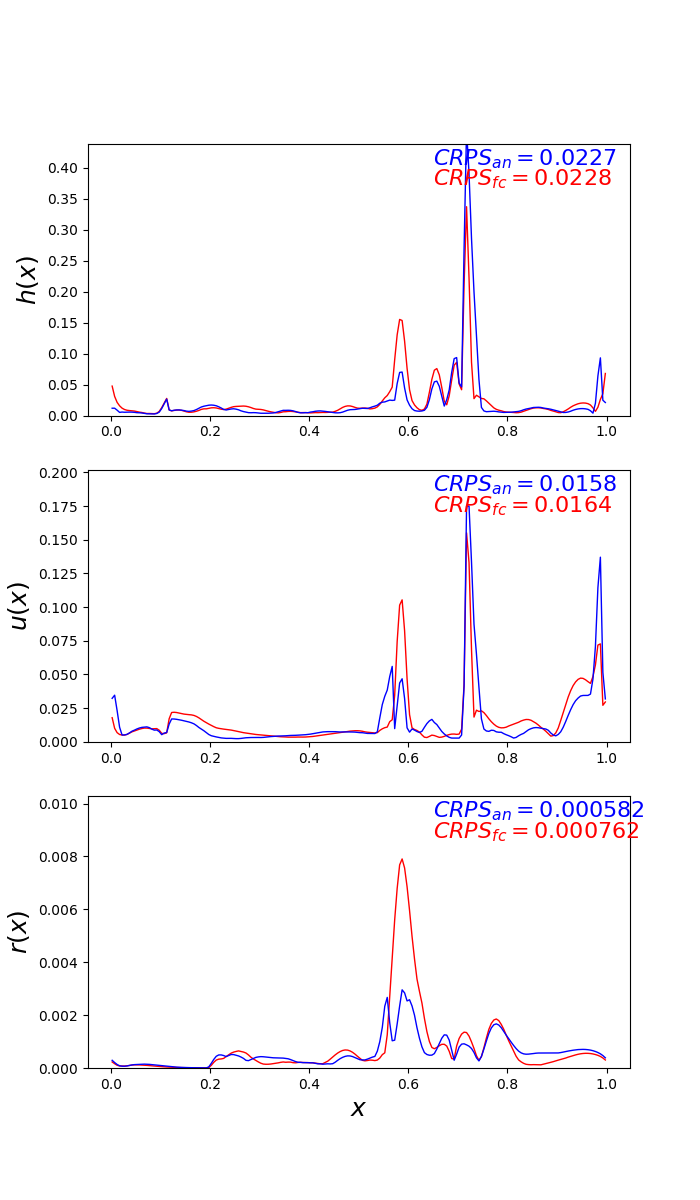 CRPS_an = 0.0227
CRPS_fc = 0.0228
0.40
0.35
0.30
0.25
0.20
0.15
0.10
0.05
0.00
h(x)
0.0 0.2 0.4 0.6 0.8 1.0
CRPS_an = 0.0158
CRPS_fc = 0.0164
0.200
0.175
0.150
0.125
0.100
0.075
0.050
0.025
0.000
u(x)
0.0 0.2 0.4 0.6 0.8 1.0
CRPS_an = 0.000582
CRPS_fc = 0.000762
0.010
0.008
0.006
0.004
0.002
0.000
r(x)
0.0 0.2 0.4 0.6 0.8 1.0
x